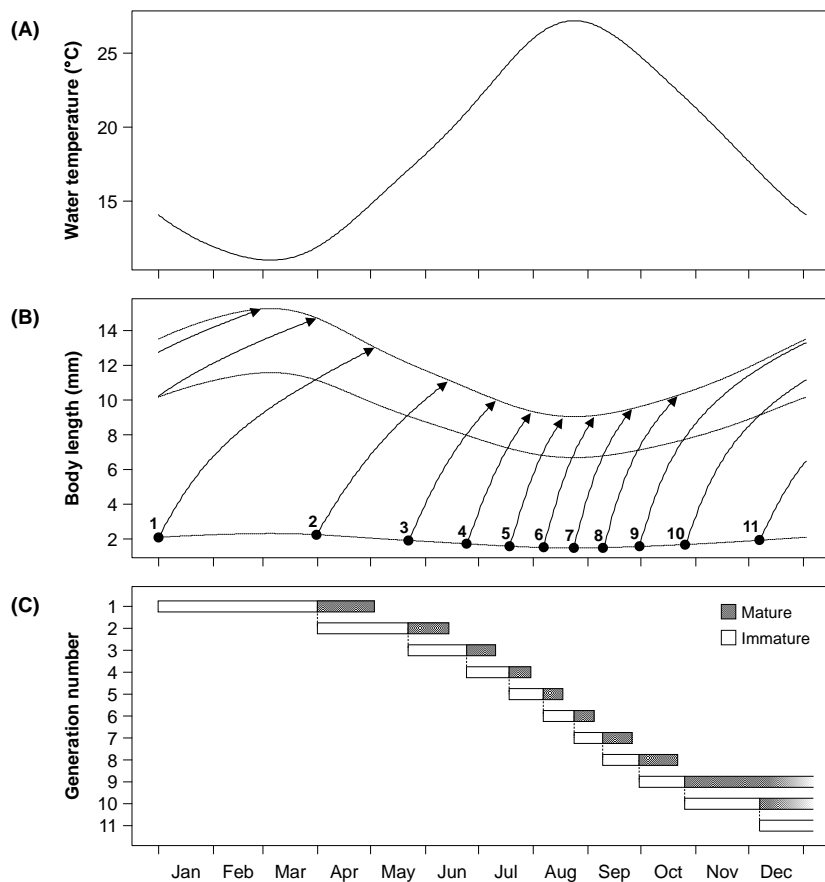 (A)
Water temperature (°C)
25
20
15
(B)
Body length (mm)
14
12
10
8
6
4
2
1 2 3 4 5 6 7 8 9 10 11
(C)
Generation number
1
2
3
4
5
6
7
8
9
10
11
Mature
Immature
Jan Feb Mar Apr May Jun Jul Aug Sep Oct Nov Dec